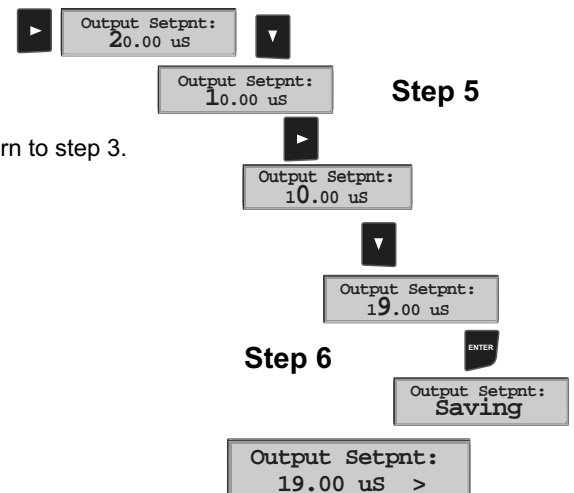 Output Setpnt:
20.00 uS
Output Setpnt:
10.00 uS
Step 5
rn to step 3.
Output Setpnt:
10.00 uS
Output Setpnt:
19.00 uS
Step 6
ENTER
Output Setpnt:
Saving
Output Setpnt:
19.00 uS >